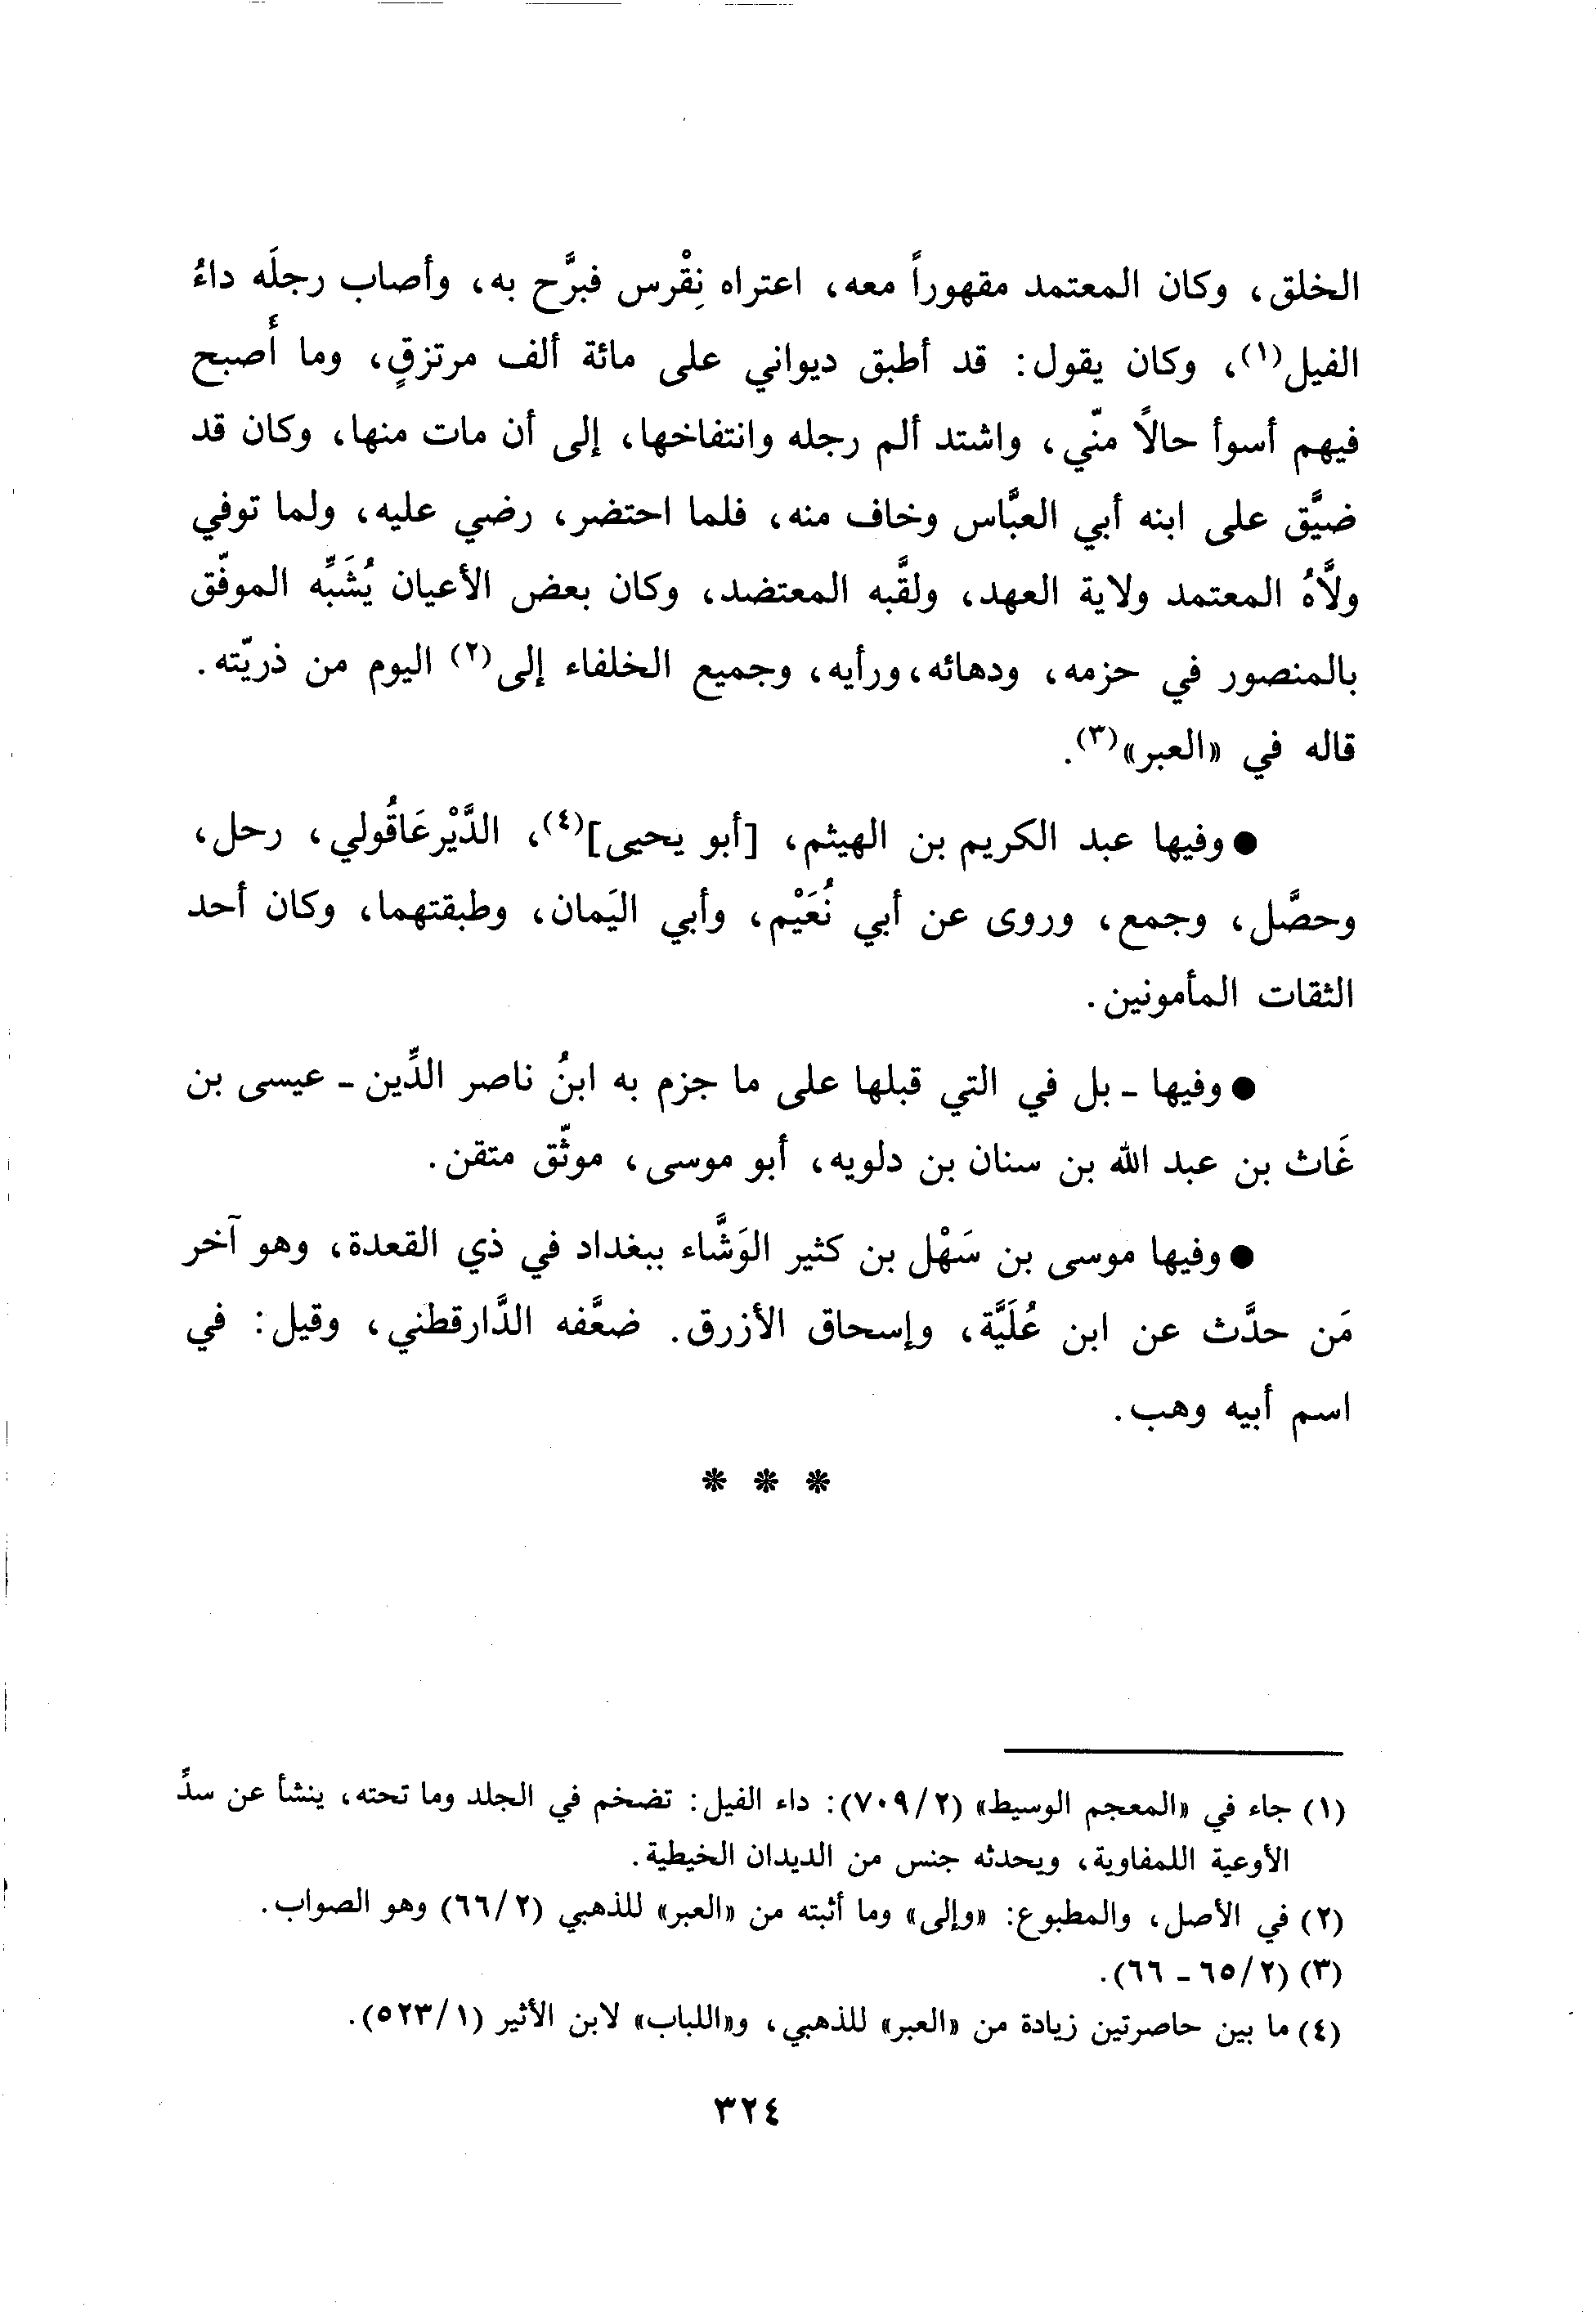 الخلق، وكان المعتمد مقهوراً معه، اعتراه نِقْرس فبرَّح به، وأصاب رجلَه داءُ
الفيل(١)، وكان يقول: قد أطبق ديواني على مائة ألف مرتزقٍ، وما أَصبح
فيهم أسوأ حالاً منّي، واشتد ألم رجله وانتفاخها، إلى أن مات منها، وكان قد
ضيَّق على ابنه أبي العبَّاس وخاف منه، فلما احتضر، رضي عليه، ولما توفي
ولَّاهُ المعتمد ولاية العهد، ولقَّبه المعتضد، وكان بعض الأعيان يُشَبِّه الموفّق
بالمنصور في حزمه، ودهائه، ورأيه، وجميع الخلفاء إلى(٢) اليوم من ذريّته.
قاله في «العبر»(٣).
● وفيها عبد الكريم بن الهيثم، [أبو يحيى](٤)، الدَّيْرعَاقُولي، رحل،
وحصَّل، وجمع، وروى عن أبي نُعَيْم، وأبي اليَمان، وطبقتهما، وكان أحد
الثقات المأمونين.
● وفيها - بل في التي قبلها على ما جزم به ابنُ ناصر الدِّين - عيسى بن
غَاث بن عبد الله بن سنان بن دلويه، أبو موسى، موثّق متقن.
● وفيها موسى بن سَهْل بن كثير الوَشَّاء ببغداد في ذي القعدة، وهو آخر
مَن حدَّث عن ابن عُلَيَّة، وإسحاق الأزرق. ضعَّفه الدَّارقطني، وقيل: في
اسم أبيه وهب.
* * *
(١) جاء في «المعجم الوسيط» (٧٠٩/٢): داء الفيل: تضخم في الجلد وما تحته، ينشأ عن سدِّ
الأوعية اللمفاوية، ويحدثه جنس من الديدان الخيطية.
(٢) في الأصل، والمطبوع: «وإلى» وما أثبته من «العبر» للذهبي (٦٦/٢) وهو الصواب.
(٣) (٦٥/٢ - ٦٦).
(٤) ما بين حاصرتين زيادة من «العبر» للذهبي، و«اللباب» لابن الأثير (٥٢٣/١).
٣٢٤